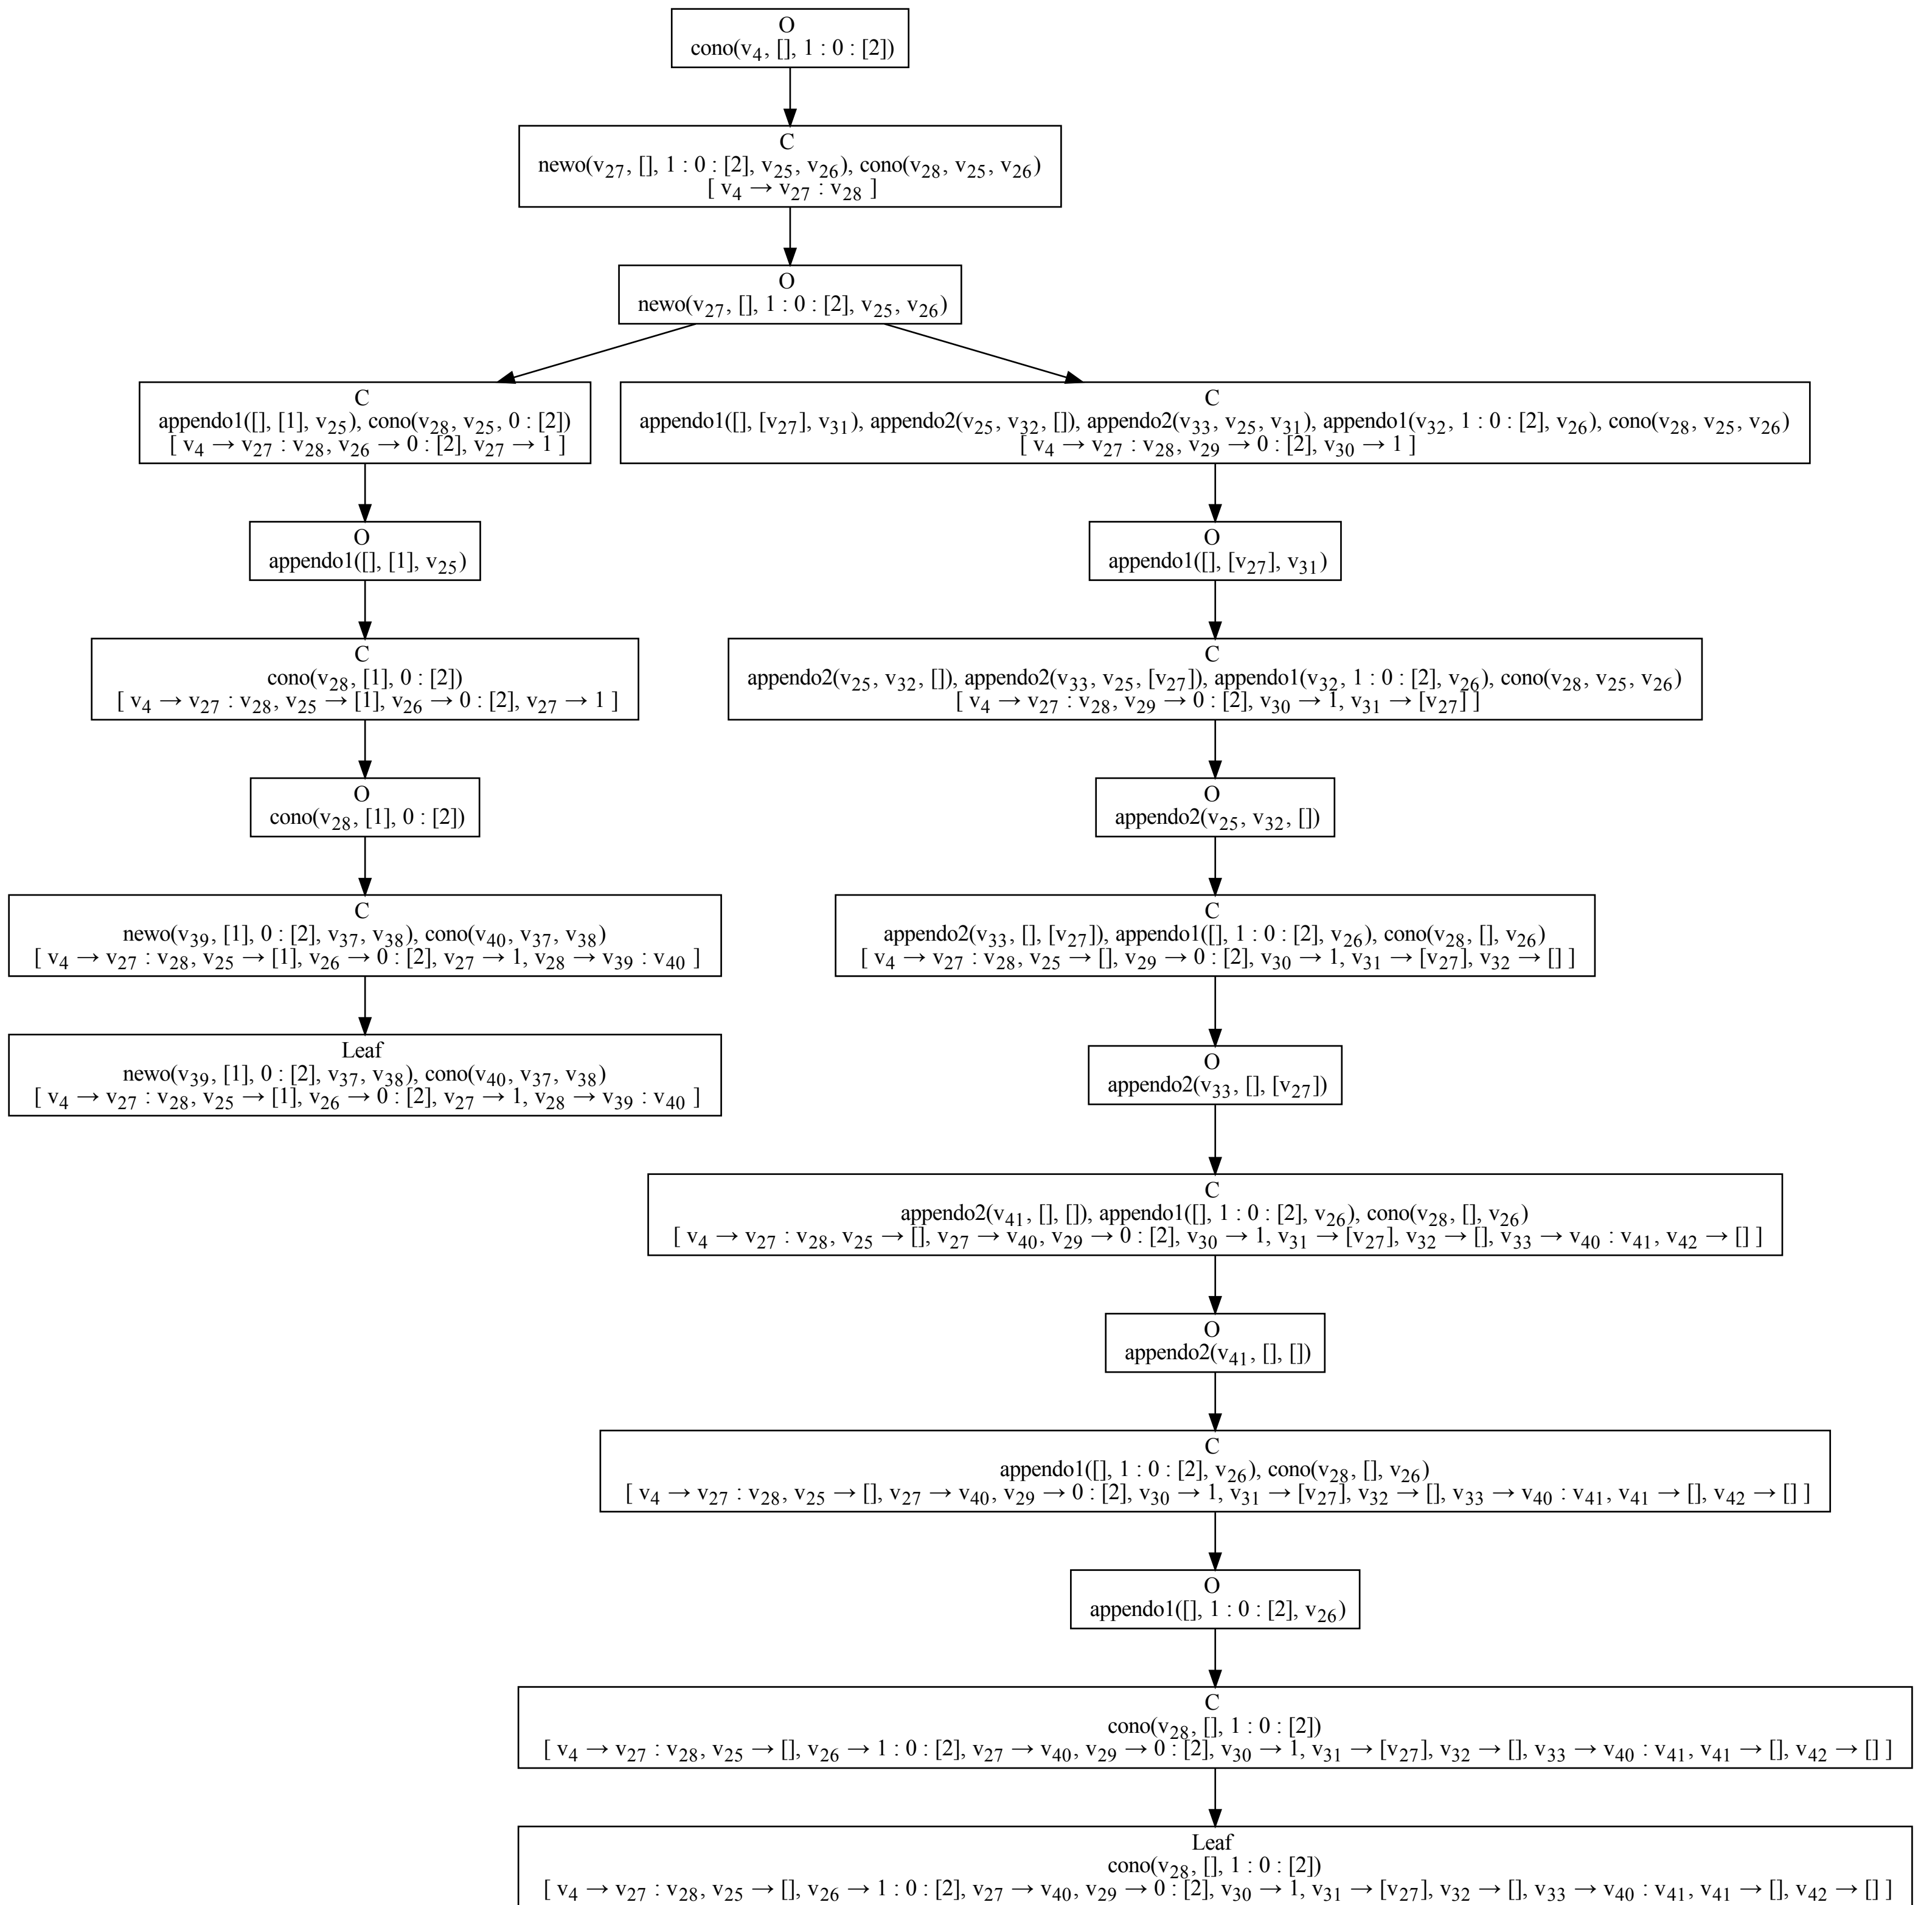 O
cono(v4, [], 1 : 0 : [2])
C
newo(v27, [], 1 : 0 : [2], v25, v26), cono(v28, v25, v26)
[ v4 → v27 : v28 ]
O
newo(v27, [], 1 : 0 : [2], v25, v26)
C
appendo1([], [1], v25), cono(v28, v25, 0 : [2])
[ v4 → v27 : v28, v26 → 0 : [2], v27 → 1 ]
C
appendo1([], [v27], v31), appendo2(v25, v32, []), appendo2(v33, v25, v31), appendo1(v32, 1 : 0 : [2], v26), cono(v28, v25, v26)
[ v4 → v27 : v28, v29 → 0 : [2], v30 → 1 ]
O
appendo1([], [1], v25)
O
appendo1([], [v27], v31)
C
cono(v28, [1], 0 : [2])
[ v4 → v27 : v28, v25 → [1], v26 → 0 : [2], v27 → 1 ]
C
appendo2(v25, v32, []), appendo2(v33, v25, [v27]), appendo1(v32, 1 : 0 : [2], v26), cono(v28, v25, v26)
[ v4 → v27 : v28, v29 → 0 : [2], v30 → 1, v31 → [v27] ]
O
cono(v28, [1], 0 : [2])
O
appendo2(v25, v32, [])
C
newo(v39, [1], 0 : [2], v37, v38), cono(v40, v37, v38)
[ v4 → v27 : v28, v25 → [1], v26 → 0 : [2], v27 → 1, v28 → v39 : v40 ]
C
appendo2(v33, [], [v27]), appendo1([], 1 : 0 : [2], v26), cono(v28, [], v26)
[ v4 → v27 : v28, v25 → [], v29 → 0 : [2], v30 → 1, v31 → [v27], v32 → [] ]
Leaf
newo(v39, [1], 0 : [2], v37, v38), cono(v40, v37, v38)
[ v4 → v27 : v28, v25 → [1], v26 → 0 : [2], v27 → 1, v28 → v39 : v40 ]
O
appendo2(v33, [], [v27])
C
appendo2(v41, [], []), appendo1([], 1 : 0 : [2], v26), cono(v28, [], v26)
[ v4 → v27 : v28, v25 → [], v27 → v40, v29 → 0 : [2], v30 → 1, v31 → [v27], v32 → [], v33 → v40 : v41, v42 → [] ]
O
appendo2(v41, [], [])
C
appendo1([], 1 : 0 : [2], v26), cono(v28, [], v26)
[ v4 → v27 : v28, v25 → [], v27 → v40, v29 → 0 : [2], v30 → 1, v31 → [v27], v32 → [], v33 → v40 : v41, v41 → [], v42 → [] ]
O
appendo1([], 1 : 0 : [2], v26)
C
cono(v28, [], 1 : 0 : [2])
[ v4 → v27 : v28, v25 → [], v26 → 1 : 0 : [2], v27 → v40, v29 → 0 : [2], v30 → 1, v31 → [v27], v32 → [], v33 → v40 : v41, v41 → [], v42 → [] ]
Leaf
cono(v28, [], 1 : 0 : [2])
[ v4 → v27 : v28, v25 → [], v26 → 1 : 0 : [2], v27 → v40, v29 → 0 : [2], v30 → 1, v31 → [v27], v32 → [], v33 → v40 : v41, v41 → [], v42 → [] ]